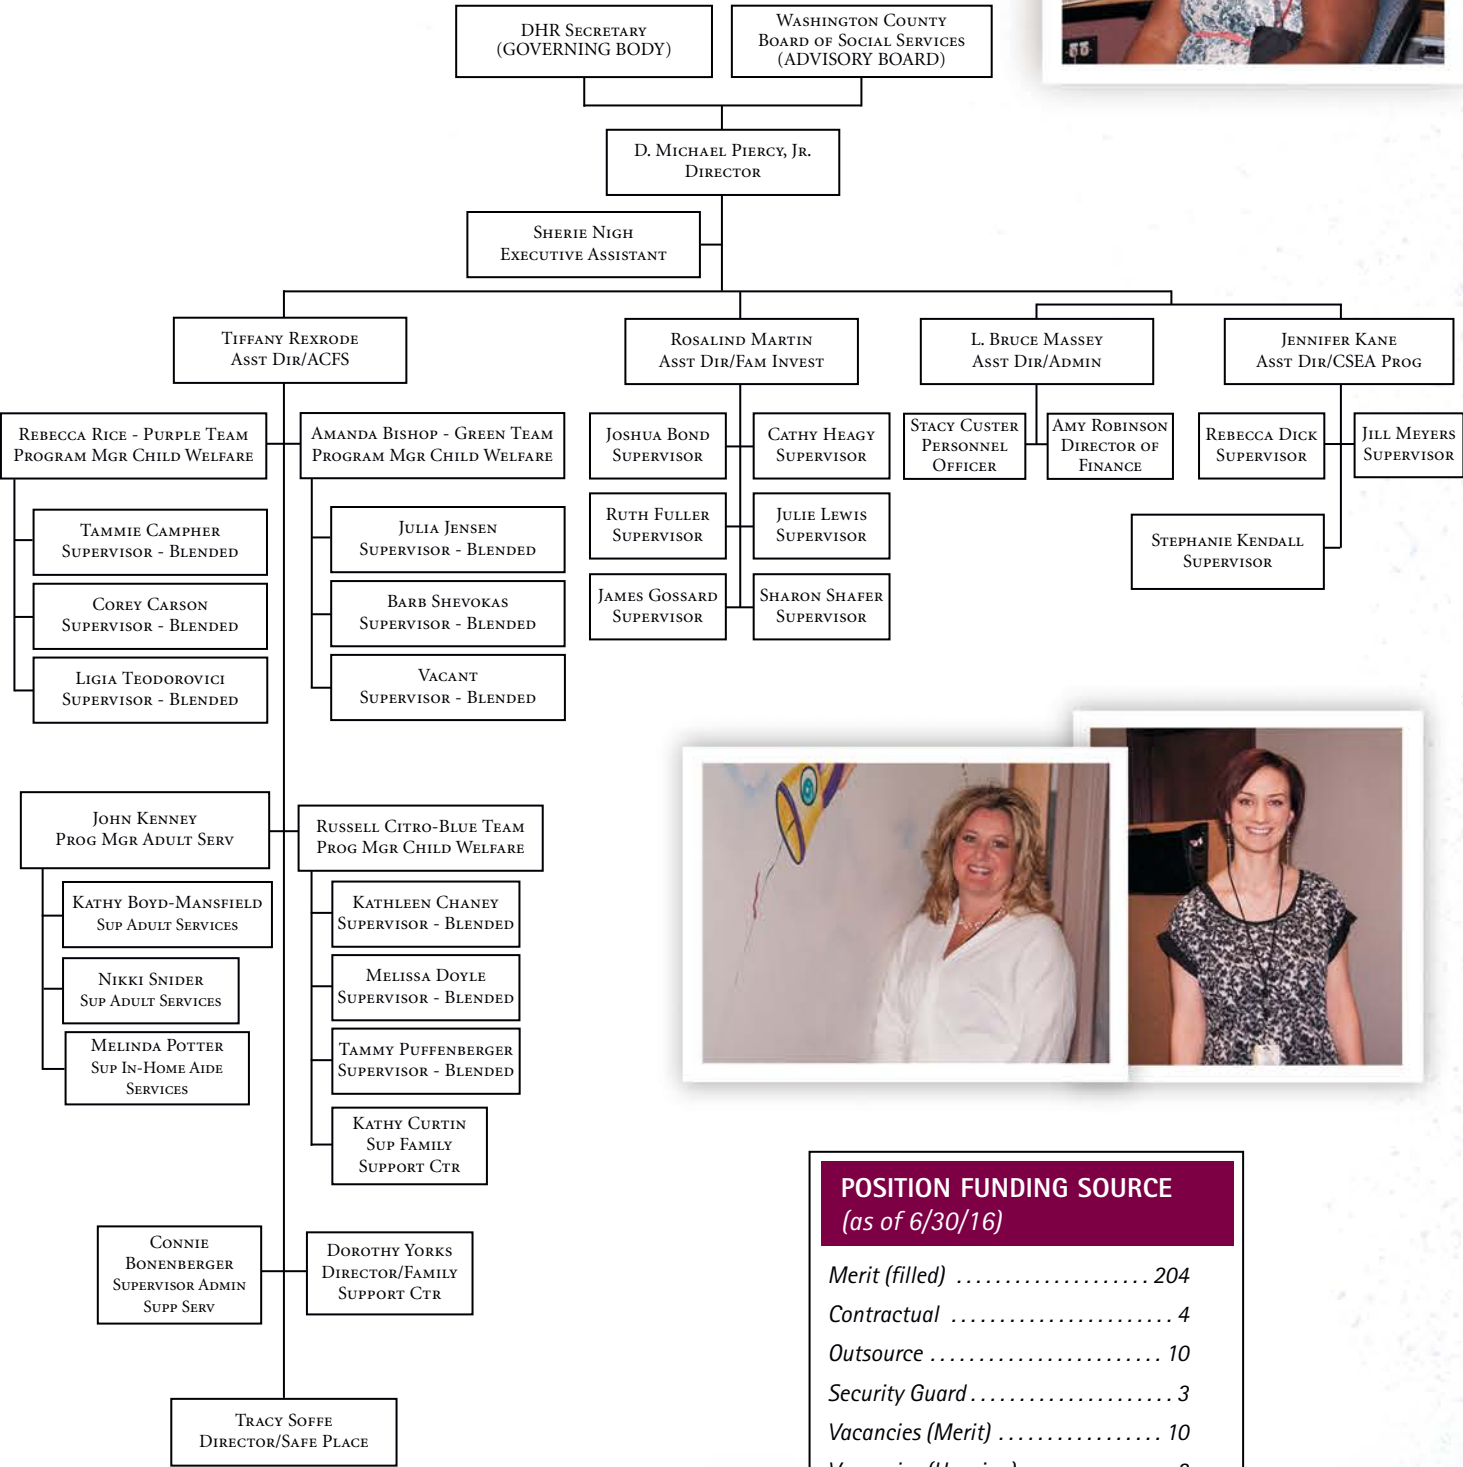 DHR Secretary
(GOVERNING BODY)
Washington County
Board of Social Services
(ADVISORY BOARD)
D. Michael Piercy, Jr.
Director
Sherie Nigh
Executive Assistant
Tiffany Rexrode
Asst Dir/ACFS
Rosalind Martin
Asst Dir/Fam Invest
L. Bruce Massey
Asst Dir/Admin
Jennifer Kane
Asst Dir/CSEA Prog
Rebecca Rice - Purple Team
Program Mgr Child Welfare
Amanda Bishop - Green Team
Program Mgr Child Welfare
Joshua Bond
Supervisor
Cathy Heagy
Supervisor
Stacy Custer
Personnel
Officer
Amy Robinson
Director of
Finance
Rebecca Dick
Supervisor
Jill Meyers
Supervisor
Tammie Campher
Supervisor - Blended
Julia Jensen
Supervisor - Blended
Ruth Fuller
Supervisor
Julie Lewis
Supervisor
Stephanie Kendall
Supervisor
Corey Carson
Supervisor - Blended
Barb Shevokas
Supervisor - Blended
James Gossard
Supervisor
Sharon Shafer
Supervisor
Ligia Teodorovici
Supervisor - Blended
Vacant
Supervisor - Blended
John Kenney
Prog Mgr Adult Serv
Russell Citro-Blue Team
Prog Mgr Child Welfare
Kathy Boyd-Mansfield
Sup Adult Services
Kathleen Chaney
Supervisor - Blended
Nikki Snider
Sup Adult Services
Melissa Doyle
Supervisor - Blended
Melinda Potter
Sup In-Home Aide
Services
Tammy Puffenberger
Supervisor - Blended
Kathy Curtin
Sup Family
Support Ctr
Connie
Bonenberger
Supervisor Admin
Supp Serv
Dorothy Yorks
Director/Family
Support Ctr
Tracy Soffe
Director/Safe Place
POSITION FUNDING SOURCE
(as of 6/30/16)
Merit (filled) .................... 204
Contractual ....................... 4
Outsource ........................ 10
Security Guard ..................... 3
Vacancies (Merit) ................. 10